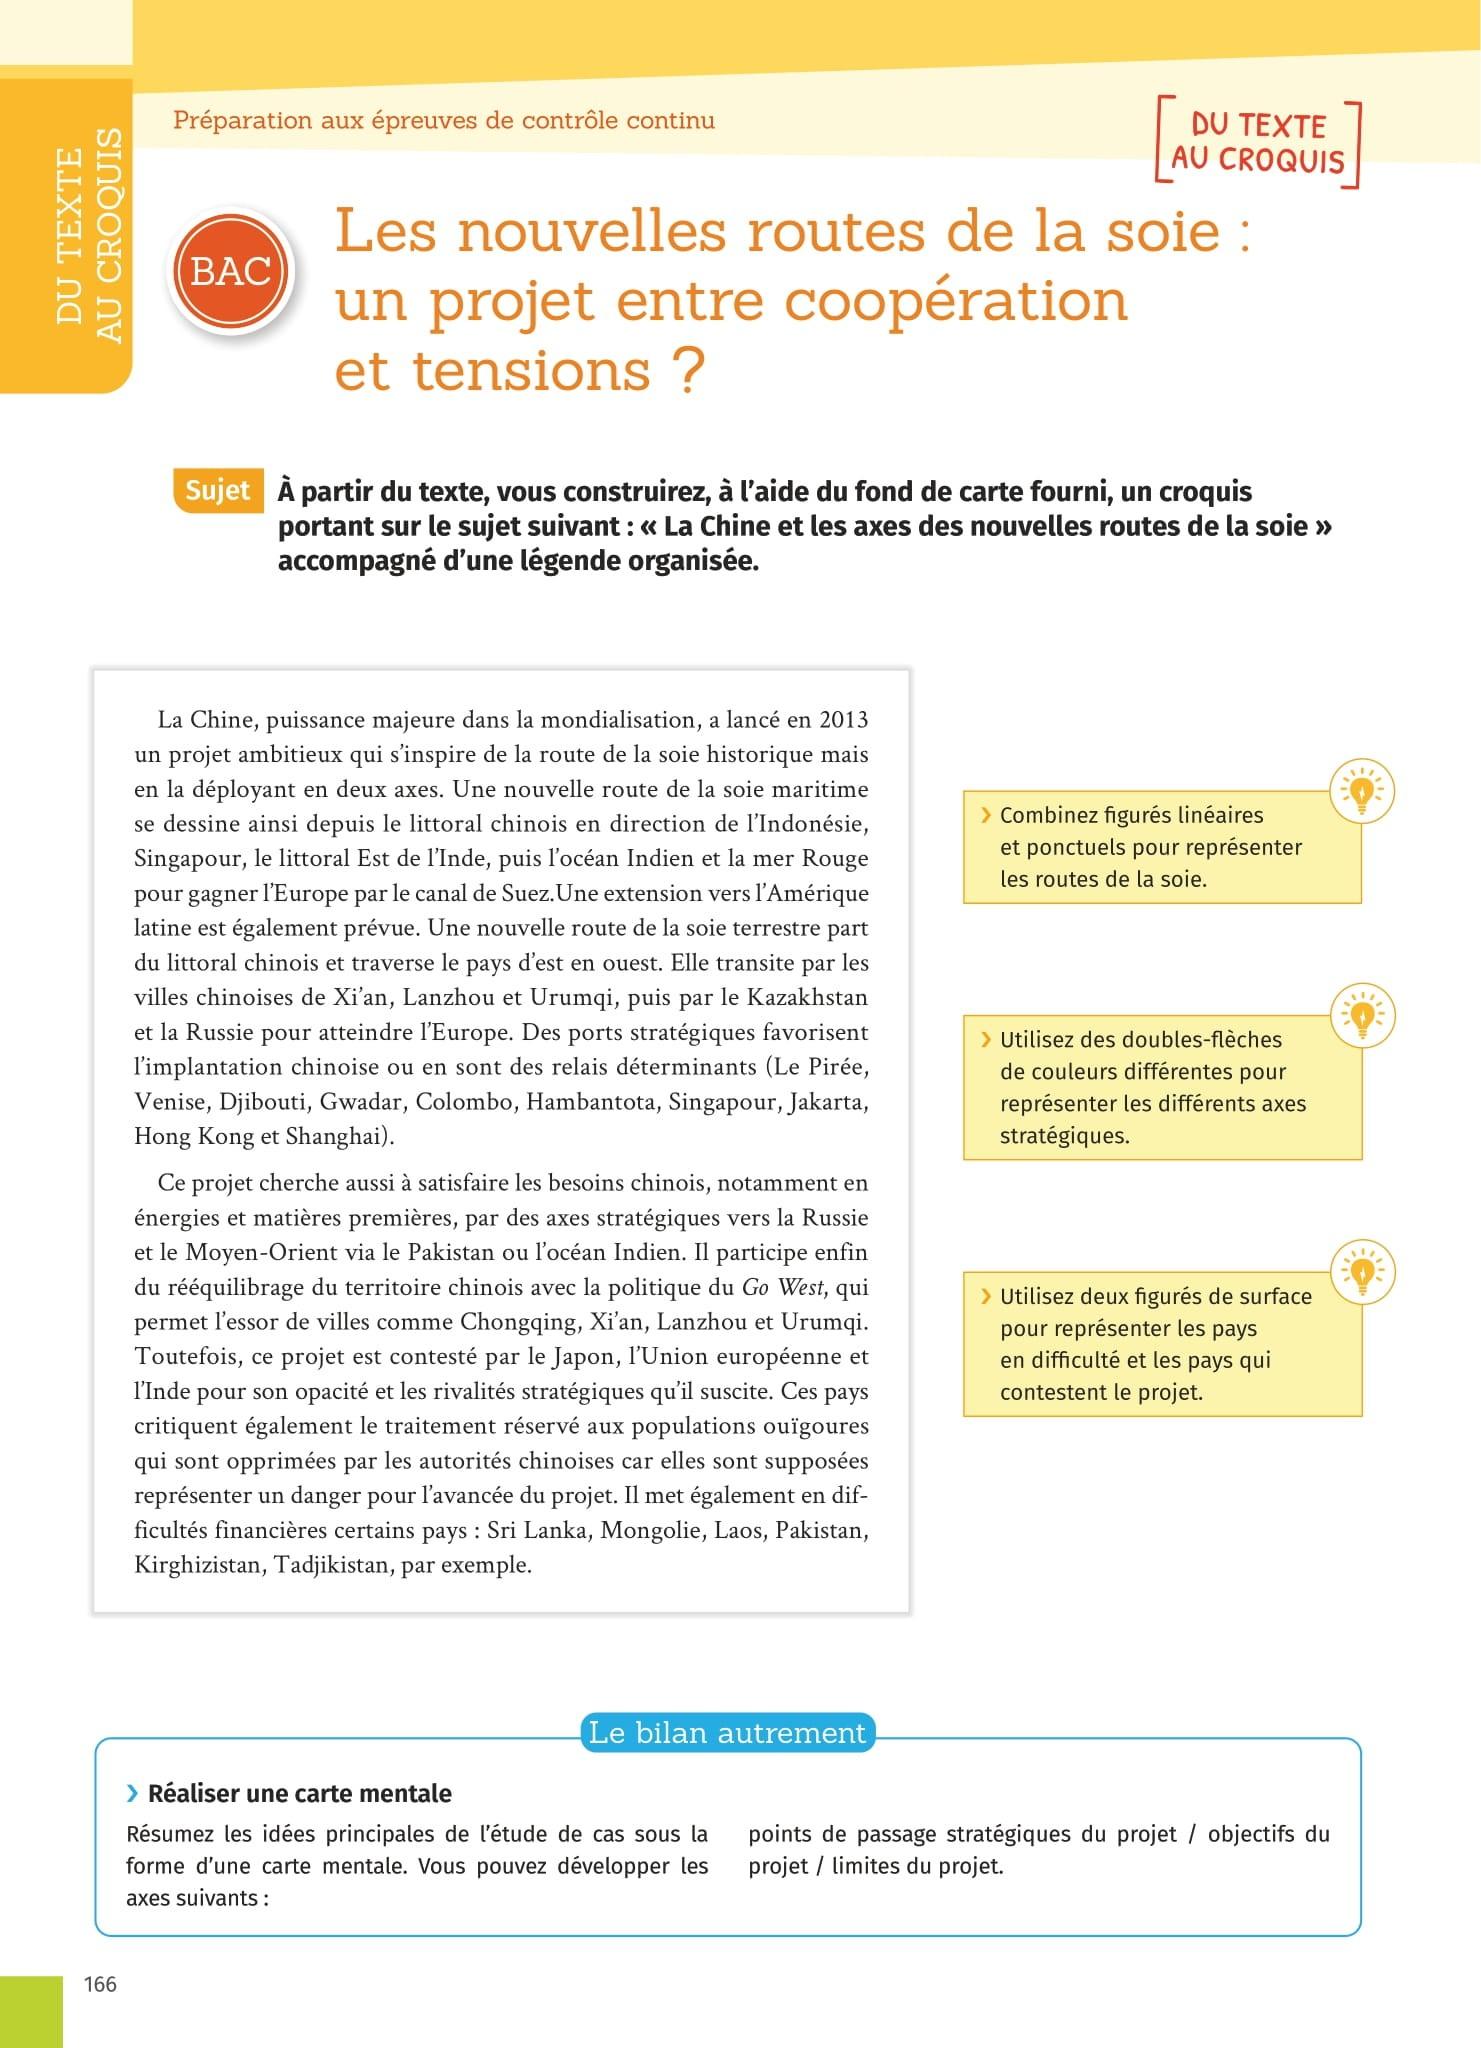 DU TEXTE
AU CROQUIS
Préparation aux épreuves de contrôle continu
DU TEXTE
AU CROQUIS
BAC
Les nouvelles routes de la soie :
un projet entre coopération
et tensions ?
Sujet
À partir du texte, vous construirez, à l’aide du fond de carte fourni, un croquis
portant sur le sujet suivant : « La Chine et les axes des nouvelles routes de la soie »
accompagné d’une légende organisée.
La Chine, puissance majeure dans la mondialisation, a lancé en 2013
un projet ambitieux qui s’inspire de la route de la soie historique mais
en la déployant en deux axes. Une nouvelle route de la soie maritime
se dessine ainsi depuis le littoral chinois en direction de l’Indonésie,
Singapour, le littoral Est de l’Inde, puis l’océan Indien et la mer Rouge
pour gagner l’Europe par le canal de Suez.Une extension vers l’Amérique
latine est également prévue. Une nouvelle route de la soie terrestre part
du littoral chinois et traverse le pays d’est en ouest. Elle transite par les
villes chinoises de Xi’an, Lanzhou et Urumqi, puis par le Kazakhstan
et la Russie pour atteindre l’Europe. Des ports stratégiques favorisent
l’implantation chinoise ou en sont des relais déterminants (Le Pirée,
Venise, Djibouti, Gwadar, Colombo, Hambantota, Singapour, Jakarta,
Hong Kong et Shanghai).
Ce projet cherche aussi à satisfaire les besoins chinois, notamment en
énergies et matières premières, par des axes stratégiques vers la Russie
et le Moyen-Orient via le Pakistan ou l’océan Indien. Il participe enfin
du rééquilibrage du territoire chinois avec la politique du Go West, qui
permet l’essor de villes comme Chongqing, Xi’an, Lanzhou et Urumqi.
Toutefois, ce projet est contesté par le Japon, l’Union européenne et
l’Inde pour son opacité et les rivalités stratégiques qu’il suscite. Ces pays
critiquent également le traitement réservé aux populations ouïgoures
qui sont opprimées par les autorités chinoises car elles sont supposées
représenter un danger pour l’avancée du projet. Il met également en dif-
ficultés financières certains pays : Sri Lanka, Mongolie, Laos, Pakistan,
Kirghizistan, Tadjikistan, par exemple.
› Combinez figurés linéaires
et ponctuels pour représenter
les routes de la soie.
› Utilisez des doubles-flèches
de couleurs différentes pour
représenter les différents axes
stratégiques.
› Utilisez deux figurés de surface
pour représenter les pays
en difficulté et les pays qui
contestent le projet.
Le bilan autrement
› Réaliser une carte mentale
Résumez les idées principales de l’étude de cas sous la
forme d’une carte mentale. Vous pouvez développer les
axes suivants :
points de passage stratégiques du projet / objectifs du
projet / limites du projet.
166